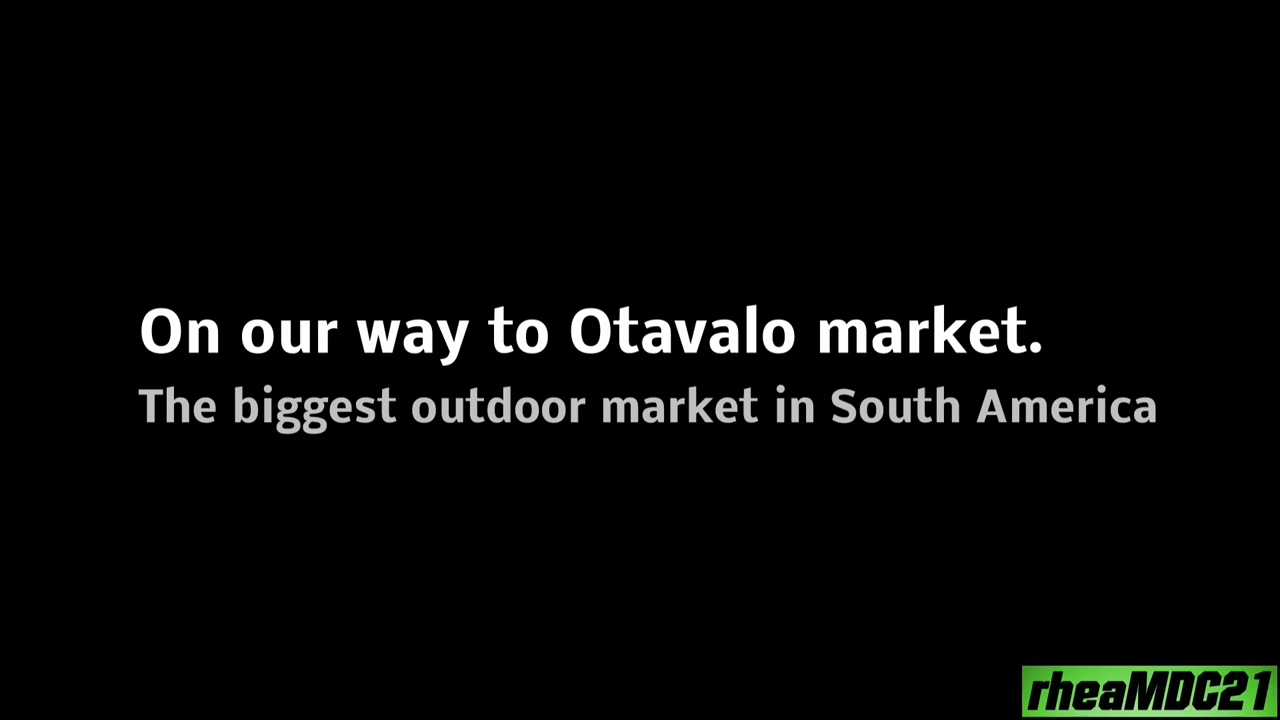 On our way to Otavalo market.
The biggest outdoor market in South America
rheaMDC21